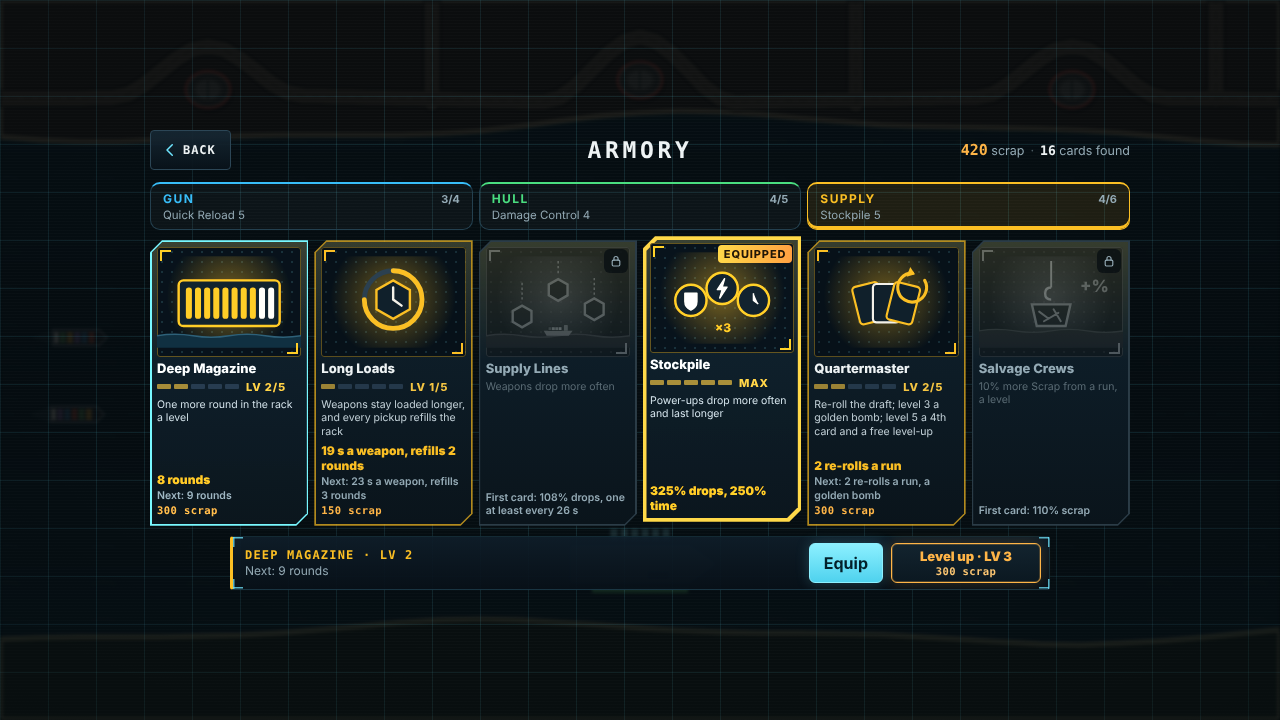 BACK
ARMORY
420 scrap · 16 cards found
GUN 3/4
Quick Reload 5
HULL 4/5
Damage Control 4
SUPPLY 4/6
Stockpile 5
Deep Magazine
LV 2/5
One more round in the rack
a level
8 rounds
Next: 9 rounds
300 scrap
Long Loads
LV 1/5
Weapons stay loaded longer,
and every pickup refills the
rack
19 s a weapon, refills 2
rounds
Next: 23 s a weapon, refills
3 rounds
150 scrap
Supply Lines
Weapons drop more often
First card: 108% drops, one
at least every 26 s
EQUIPPED
×3
Stockpile
MAX
Power-ups drop more often
and last longer
325% drops, 250%
time
Quartermaster
LV 2/5
Re-roll the draft; level 3 a
golden bomb; level 5 a 4th
card and a free level-up
2 re-rolls a run
Next: 2 re-rolls a run, a
golden bomb
300 scrap
+%
Salvage Crews
10% more Scrap from a run,
a level
First card: 110% scrap
DEEP MAGAZINE · LV 2
Next: 9 rounds
Equip
Level up · LV 3
300 scrap